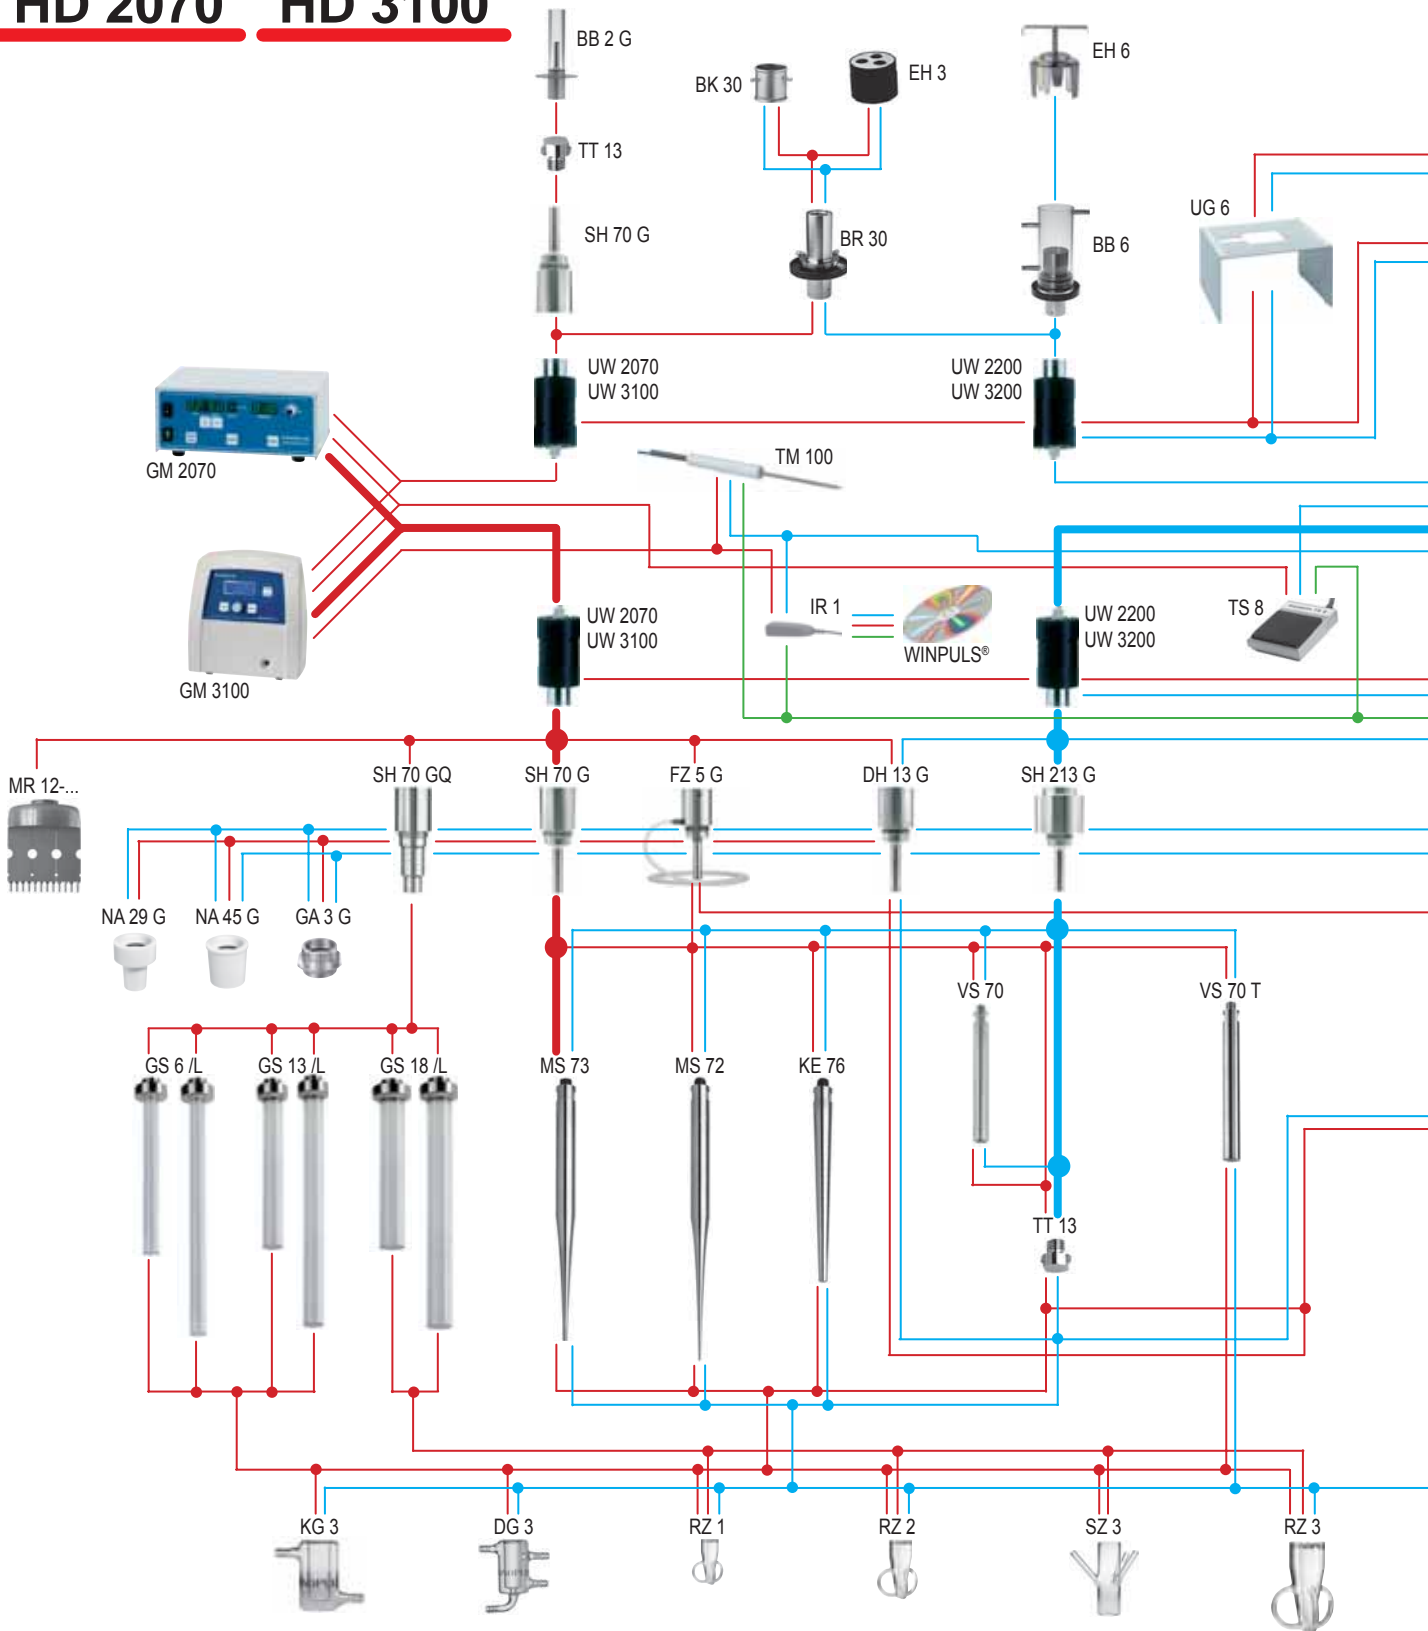 HD 2070 HD 3100
BB 2 G
EH 6
BK 30
EH 3
TT 13
UG 6
SH 70 G
BR 30
BB 6
UW 2070
UW 3100
UW 2200
UW 3200
TM 100
GM 2070
IR 1
TS 8
UW 2070
UW 3100
UW 2200
UW 3200
WINPULS®
GM 3100
MR 12-...
SH 70 GQ
SH 70 G
FZ 5 G
DH 13 G
SH 213 G
NA 29 G
NA 45 G
GA 3 G
VS 70
VS 70 T
GS 6 /L
GS 13 /L
GS 18 /L
MS 73
MS 72
KE 76
TT 13
KG 3
DG 3
RZ 1
RZ 2
SZ 3
RZ 3